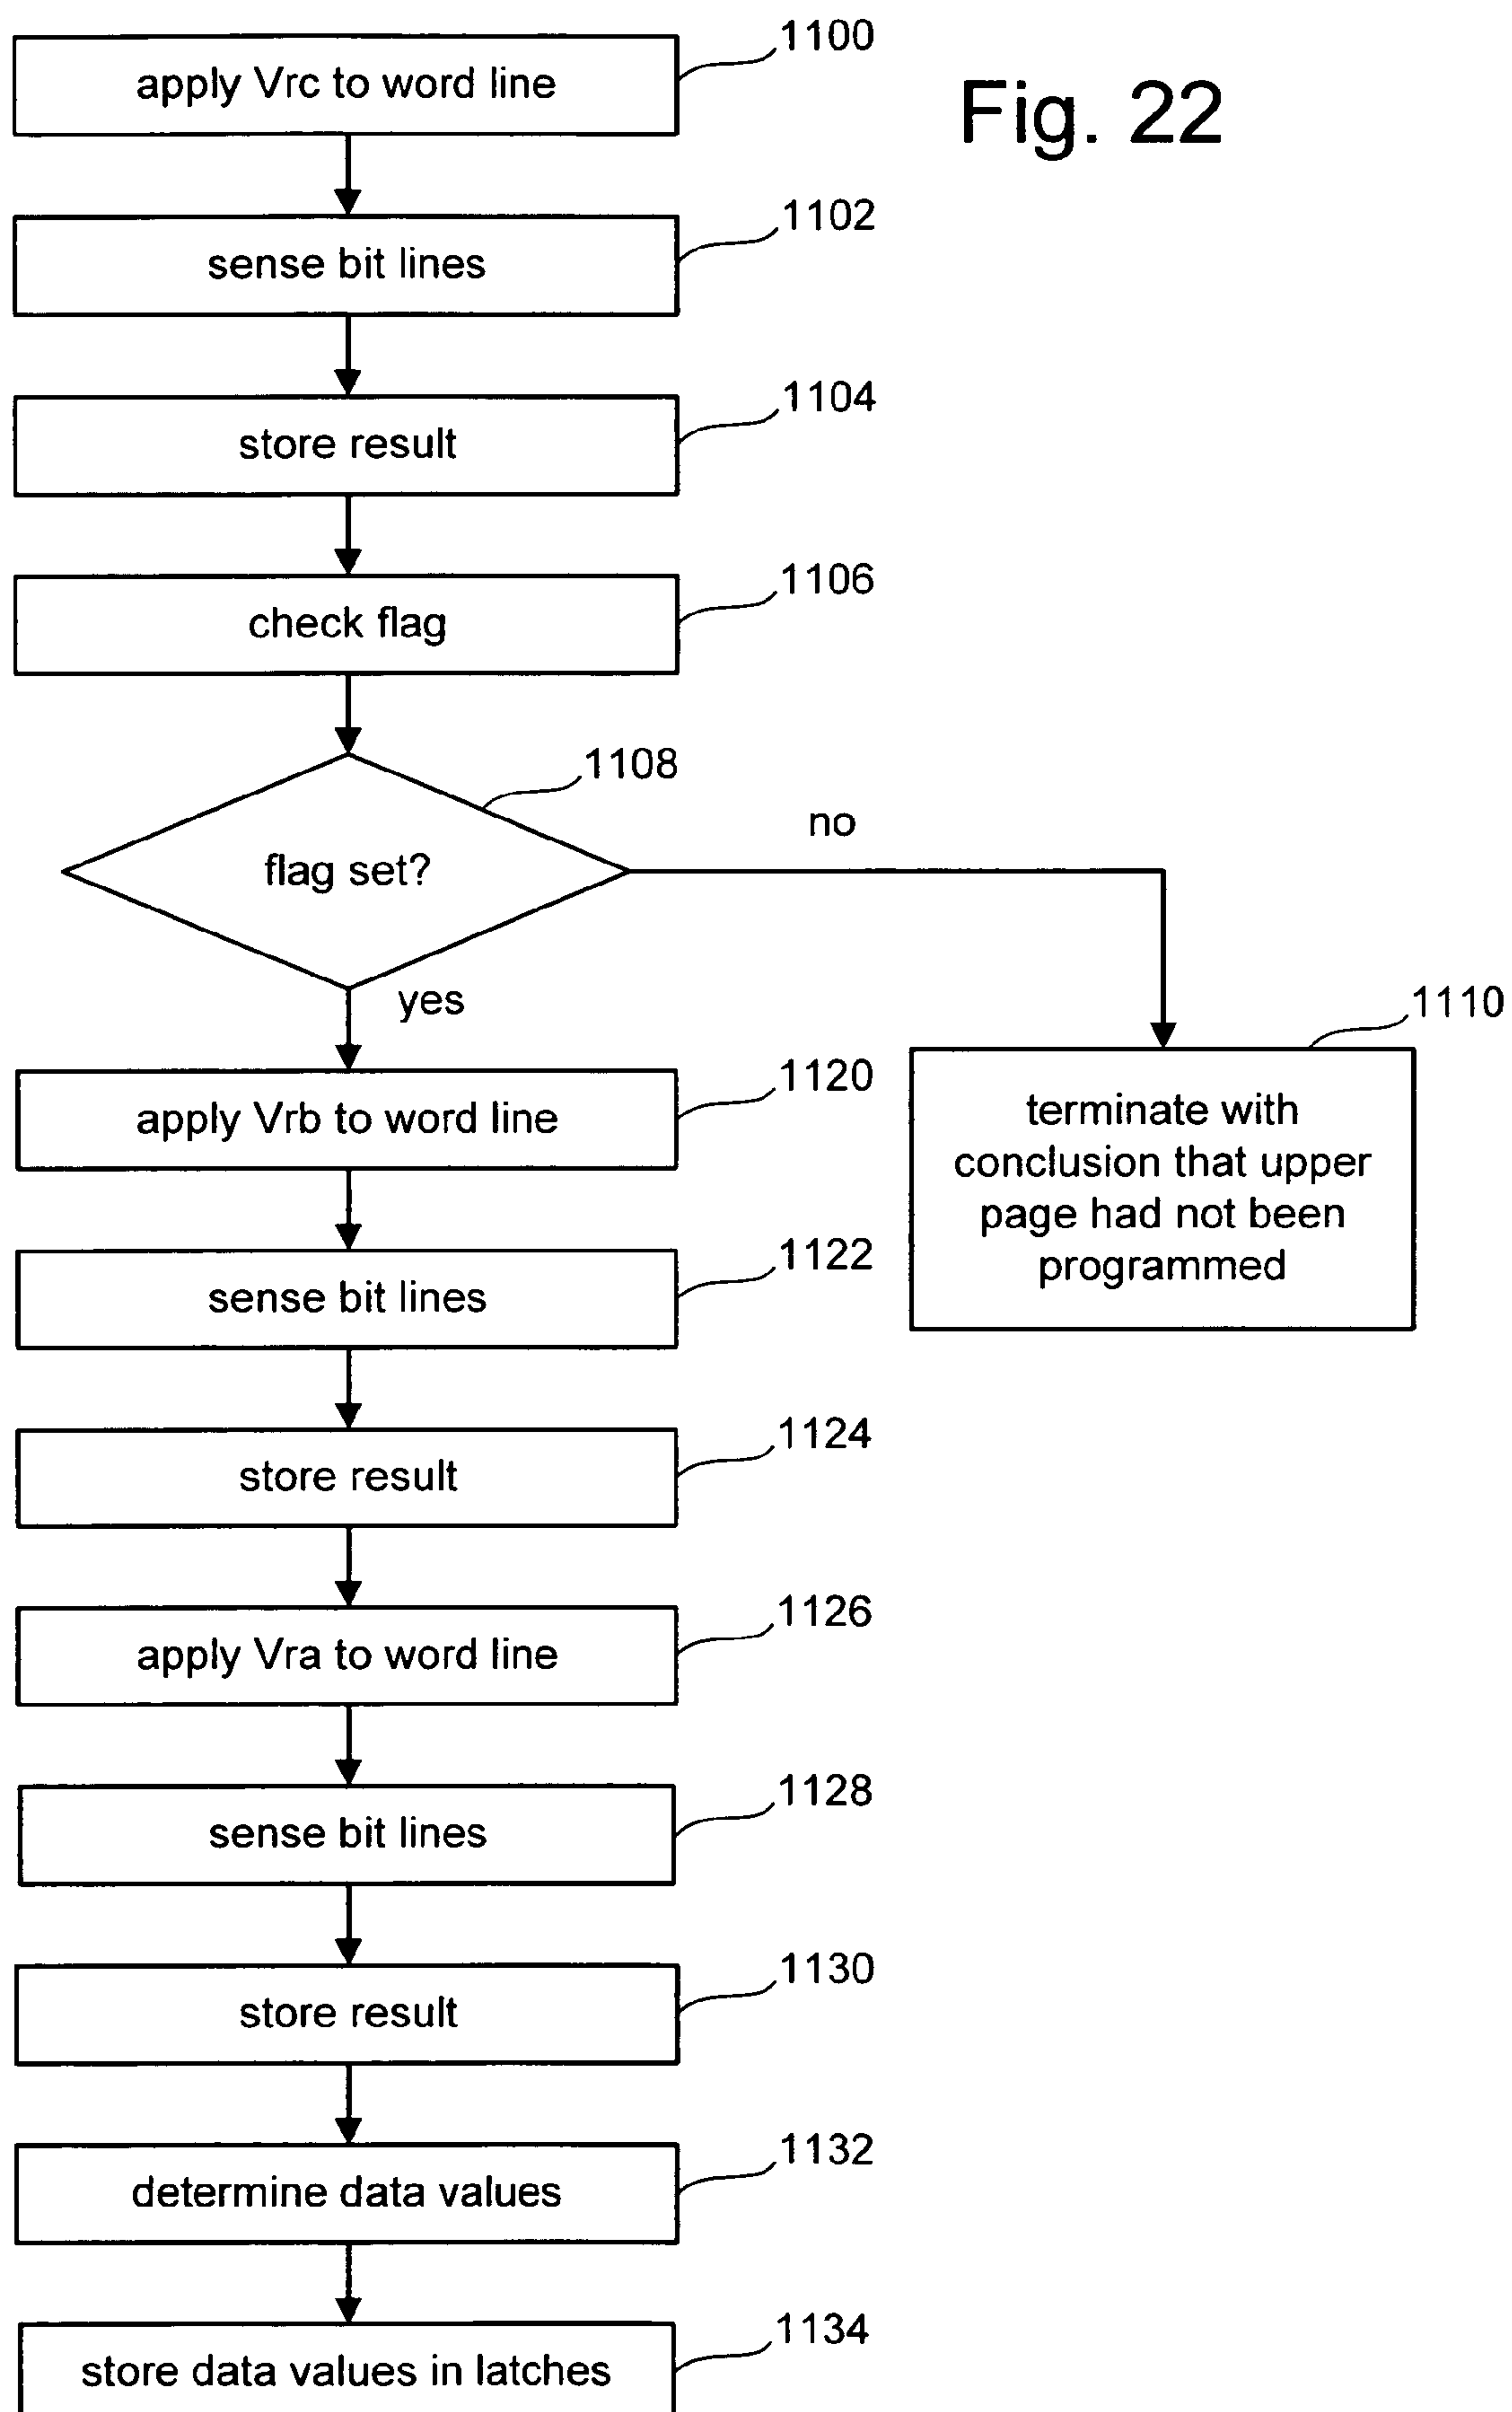 1100
apply Vrc to word line
Fig. 22
1102
sense bit lines
1104
store result
1106
check flag
1108
flag set?
no
yes
1110
terminate with
conclusion that upper
page had not been
programmed
1120
apply Vrb to word line
1122
sense bit lines
1124
store result
1126
apply Vra to word line
1128
sense bit lines
1130
store result
1132
determine data values
1134
store data values in latches